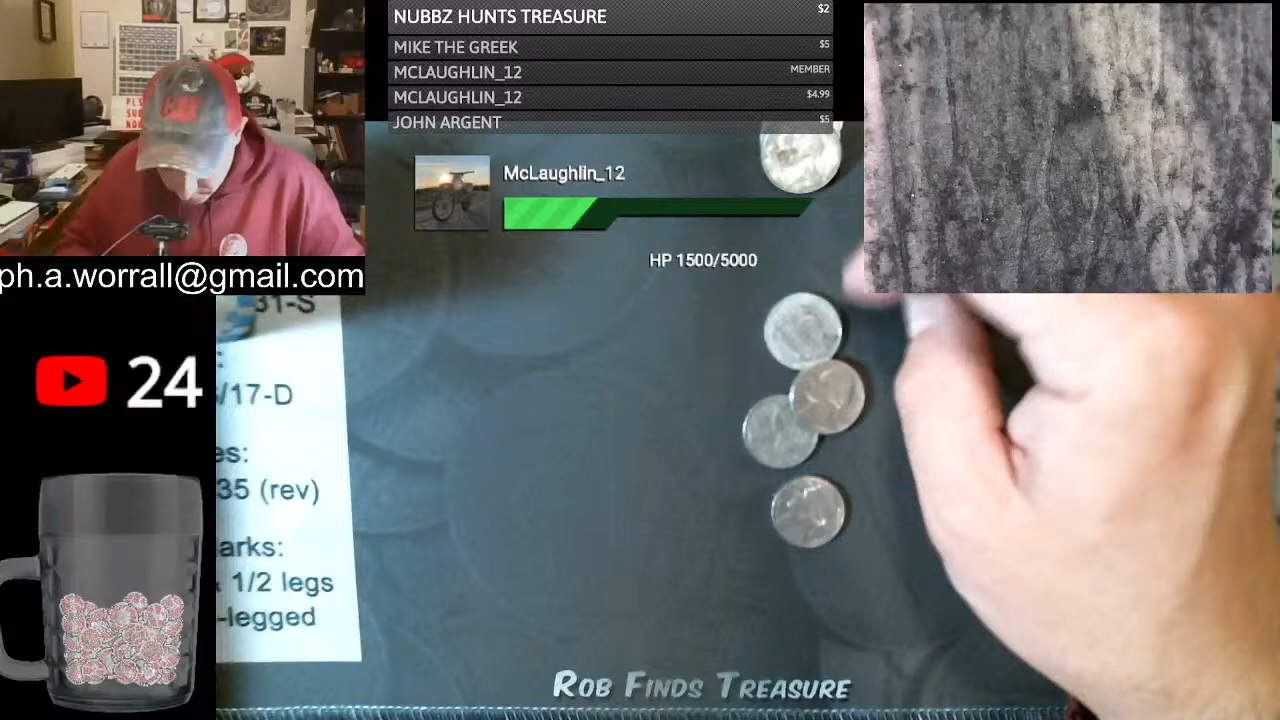 NUBBZ HUNTS TREASURE $2
MIKE THE GREEK $5
MCLAUGHLIN_12 MEMBER
MCLAUGHLIN_12 $4.99
JOHN ARGENT $5
McLaughlin_12
HP 1500/5000
ph.a.worrall@gmail.com
31-S
24
/17-D
es:
35 (rev)
arks:
& 1/2 legs
-legged
ROB FINDS TREASURE